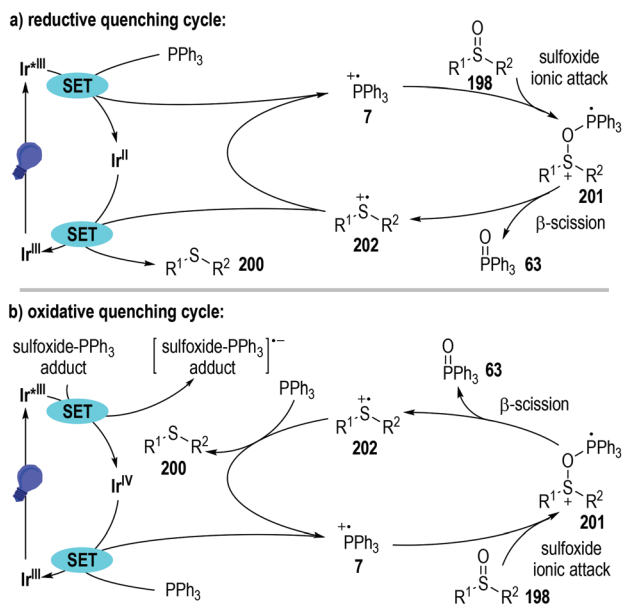 a) reductive quenching cycle:
Ir*III
SET
PPh3
+•
PPh3
7
O
R1 S R2
198
sulfoxide
ionic attack
•
O PPh3
R1 S R2
+
201
IrII
β-scission
O
PPh3 63
+•
R1 S R2
202
SET
IrIII
R1 S R2 200
b) oxidative quenching cycle:
sulfoxide-PPh3
adduct
[ sulfoxide-PPh3 ]•−
adduct
Ir*III
SET
PPh3
+•
R1 S R2
202
R1 S R2
200
O
PPh3 63
β-scission
•
O PPh3
R1 S R2
+
201
IrIV
+•
PPh3
7
SET
IrIII
PPh3
sulfoxide
ionic attack
O
R1 S R2 198